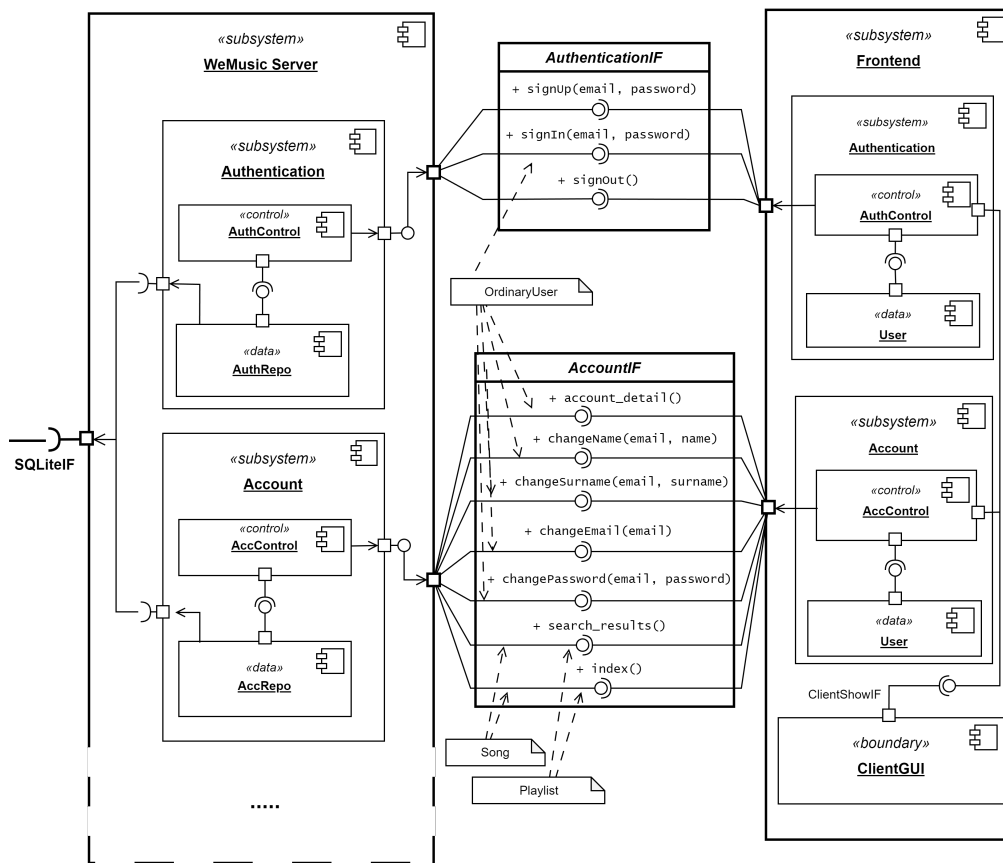 «subsystem»
WeMusic Server
«subsystem»
Authentication
«control»
AuthControl
«data»
AuthRepo
SQLiteIF
«subsystem»
Account
«control»
AccControl
«data»
AccRepo
.....
AuthenticationIF
+ signUp(email, password)
+ signIn(email, password)
+ signOut()
OrdinaryUser
AccountIF
+ account_detail()
+ changeName(email, name)
+ changeSurname(email, surname)
+ changeEmail(email)
+ changePassword(email, password)
+ search_results()
+ index()
Song
Playlist
«subsystem»
Frontend
«subsystem»
Authentication
«control»
AuthControl
«data»
User
«subsystem»
Account
«control»
AccControl
«data»
User
ClientShowIF
«boundary»
ClientGUI